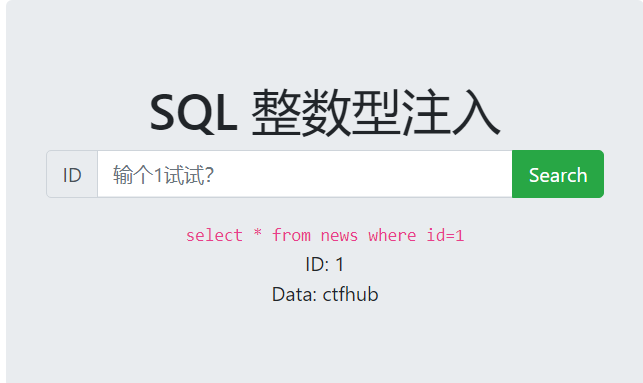 SQL 整数型注入
ID 输个1试试? Search
select * from news where id=1
ID: 1
Data: ctfhub